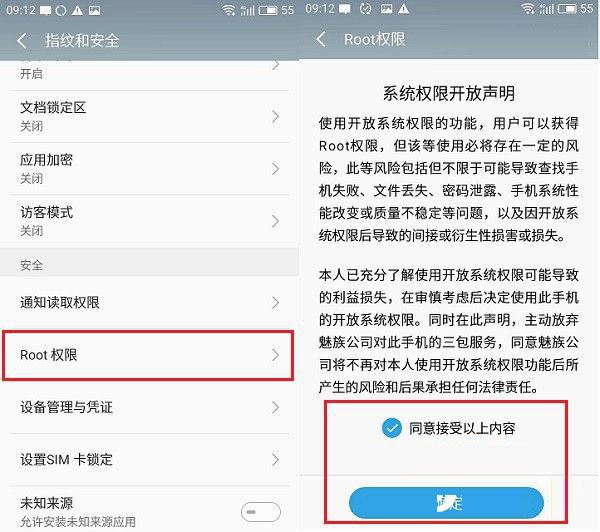 09:12
55
指纹和安全
开启
文档锁定区
关闭
应用加密
关闭
访客模式
关闭
安全
通知读取权限
Root 权限
设备管理与凭证
设置SIM 卡锁定
未知来源
允许安装未知来源应用
09:12
55
Root权限
系统权限开放声明
使用开放系统权限的功能，用户可以获得
Root权限，但该等使用必将存在一定的风
险，此等风险包括但不限于可能导致查找手
机失败、文件丢失、密码泄露、手机系统性
能改变或质量不稳定等问题，以及因开放系
统权限后导致的间接或衍生性损害或损失。
本人已充分了解使用开放系统权限可能导致
的利益损失，在审慎考虑后决定使用此手机
的开放系统权限。同时在此声明，主动放弃
魅族公司对此手机的三包服务，同意魅族公
司将不再对本人使用开放系统权限功能后所
产生的风险和后果承担任何法律责任。
同意接受以上内容
定